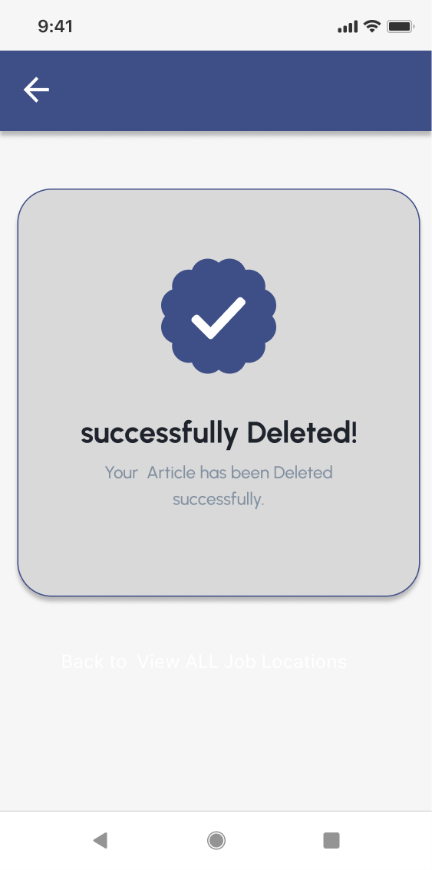 9:41
successfully Deleted!
Your  Article has been Deleted
successfully.
Back to  View ALL Job Locations